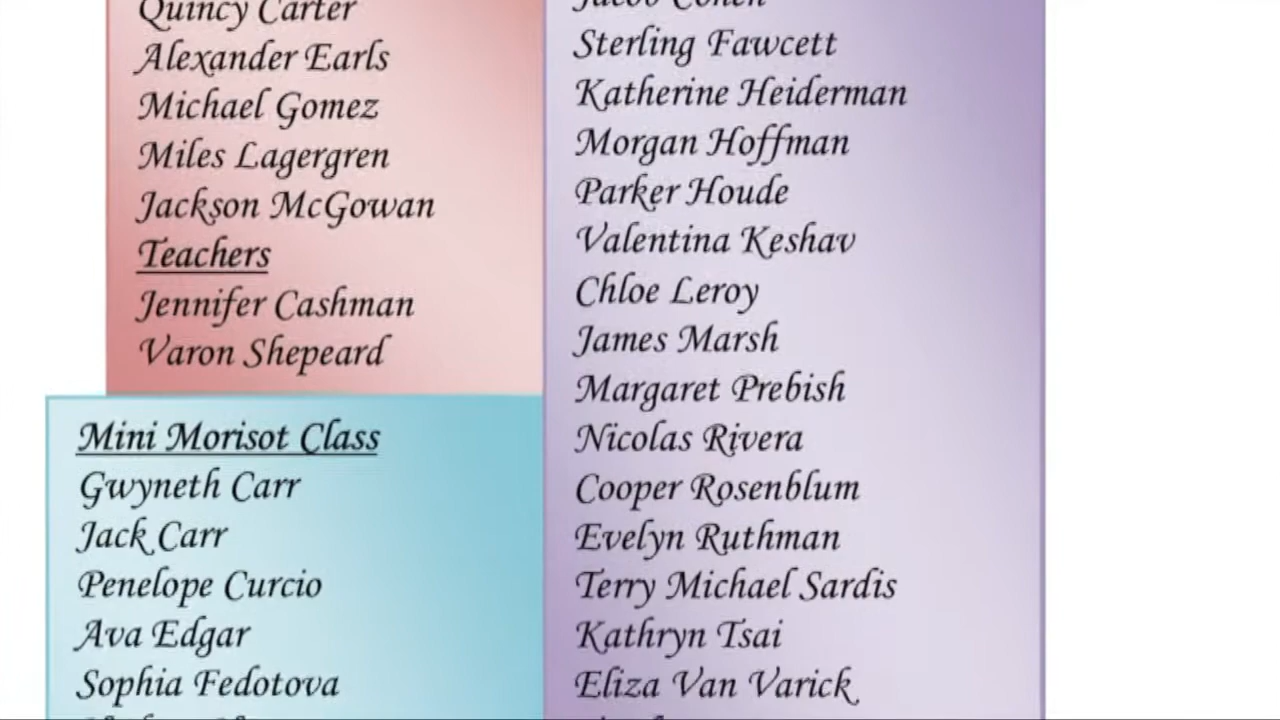 Quincy Carter
Alexander Earls
Michael Gomez
Miles Lagergren
Jackson McGowan
Teachers
Jennifer Cashman
Varon Shepeard
Mini Morisot Class
Gwyneth Carr
Jack Carr
Penelope Curcio
Ava Edgar
Sophia Fedotova
Jacob Cohen
Sterling Fawcett
Katherine Heiderman
Morgan Hoffman
Parker Houde
Valentina Keshav
Chloe Leroy
James Marsh
Margaret Prebish
Nicolas Rivera
Cooper Rosenblum
Evelyn Ruthman
Terry Michael Sardis
Kathryn Tsai
Eliza Van Varick